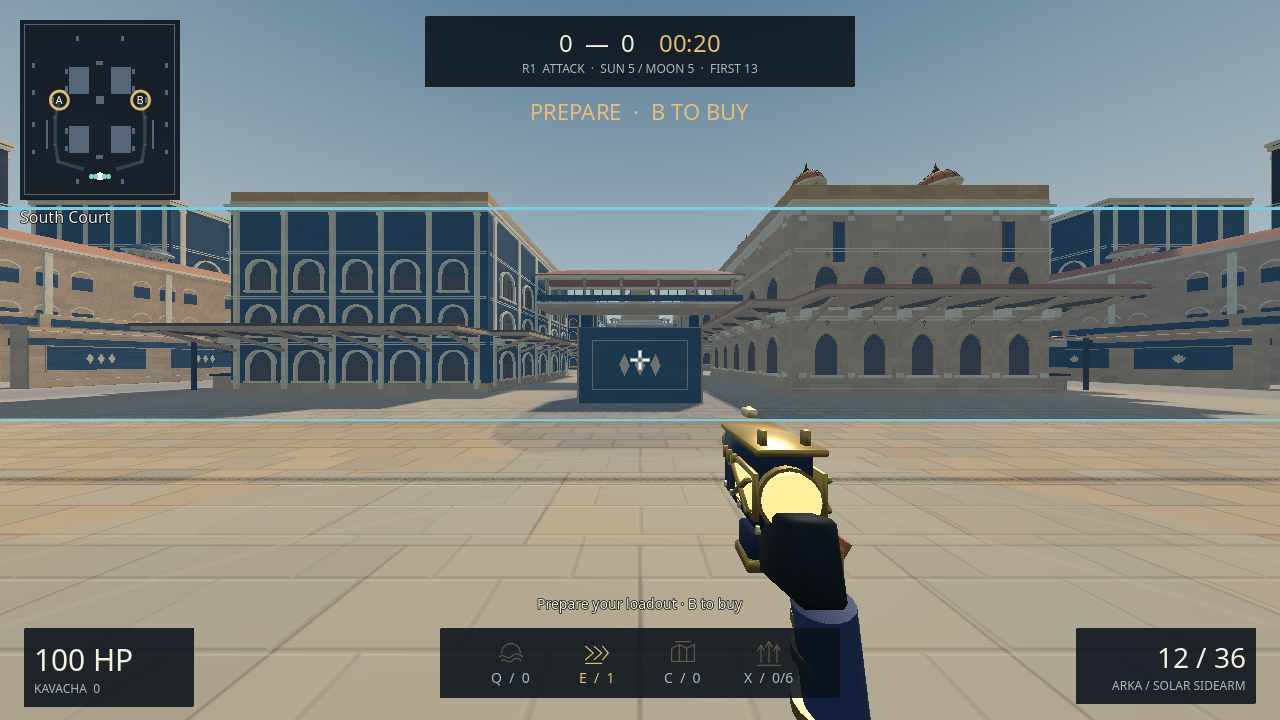 0 — 0 00:20
R1 ATTACK · SUN 5 / MOON 5 · FIRST 13
PREPARE · B TO BUY
A
B
South Court
Prepare your loadout · B to buy
100 HP
KAVACHA 0
Q / 0
E / 1
C / 0
X / 0/6
12 / 36
ARKA / SOLAR SIDEARM